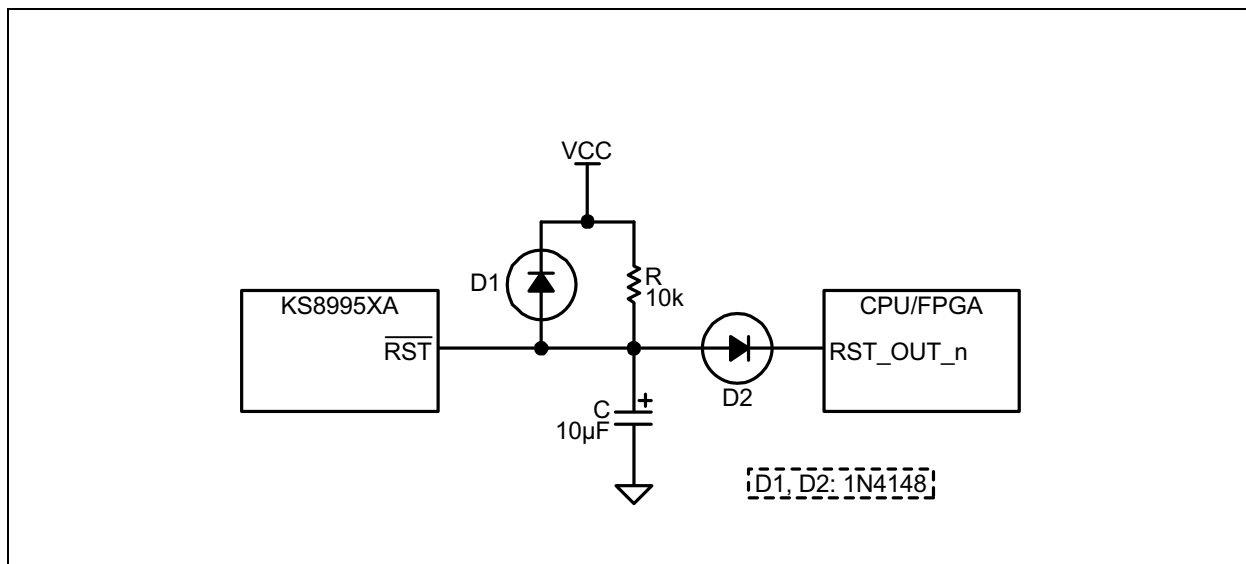 VCC
D1
R
10k
KS8995XA
RST
CPU/FPGA
RST_OUT_n
D2
+
C
10µF
D1, D2: 1N4148